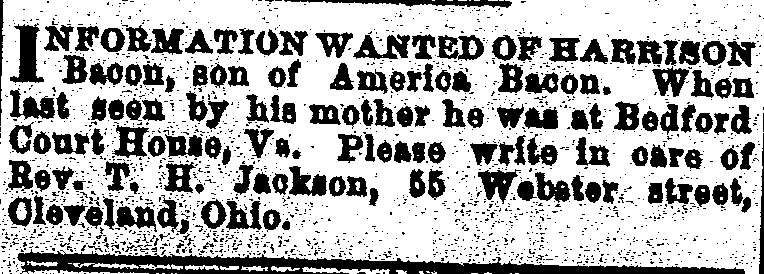 INFORMATION WANTED OF HARRISON
Bacon, son of America Bacon. When
last seen by his mother he was at Bedford
Court House, Va. Please write in care of
Rev. T. H. Jackson, 55 Webster street,
Cleveland, Ohio.